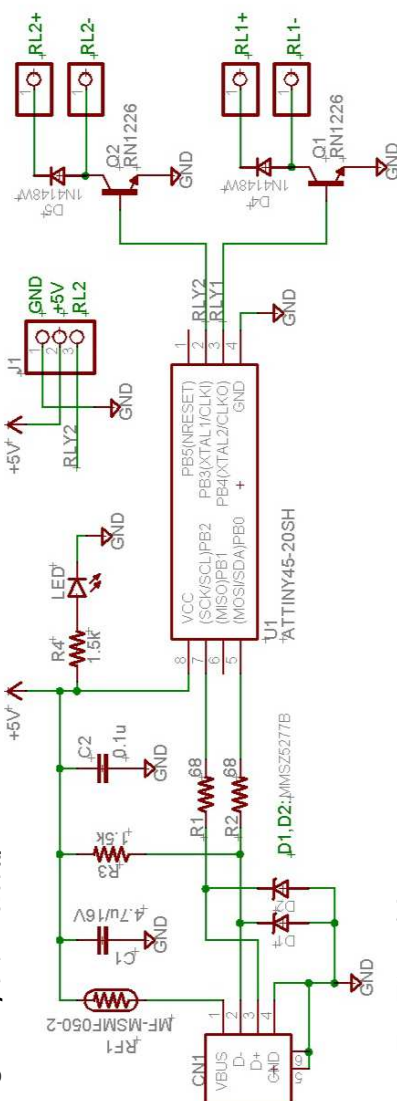 RL2+
1
RL2-
1
D5
1N4148W
Q2
RN1226
GND
RL1+
1
RL1-
1
D4
1N4148W
Q1
RN1226
GND
J1
1
2
3
GND
+5V
RL2
+5V
GND
RLY2
RLY2
RLY1
1
2
3
4
PB5(NRESET)
PB3(XTAL1/CLKI)
PB4(XTAL2/CLKO)
GND
GND
VCC
(SCK/SCL)PB2
(MISO)PB1
(MOSI/SDA)PB0
8
7
6
5
U1
ATTINY45-20SH
+5V
R4
1.5k
LED
GND
C2
0.1u
GND
R3
1.5k
C1
4.7u/16V
GND
RF1
MF-MSMF050-2
R1
68
R2
68
D1,D2:
MMSZ5277B
D2
D1
GND
CN1
VBUS
D-
D+
GND
1
2
3
4
5
6